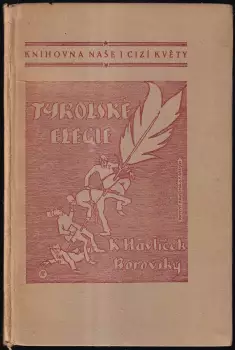 KNIHOVNA NAŠE I CIZÍ KVĚTY
TYROLSKÉ
ELEGIE
K. Havlíček
Borovský